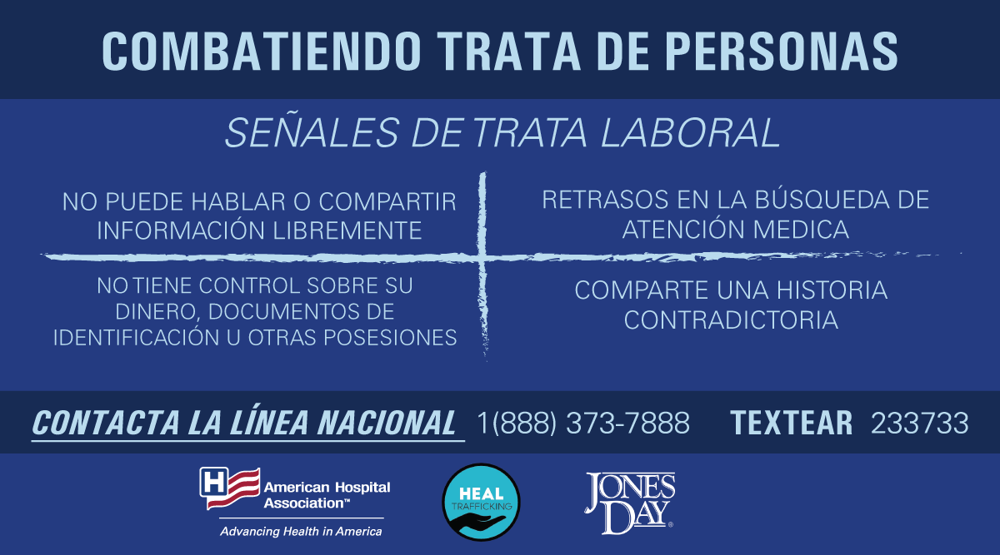 COMBATIENDO TRATA DE PERSONAS
SEÑALES DE TRATA LABORAL
NO PUEDE HABLAR O COMPARTIR
INFORMACIÓN LIBREMENTE
RETRASOS EN LA BÚSQUEDA DE
ATENCIÓN MEDICA
NO TIENE CONTROL SOBRE SU
DINERO, DOCUMENTOS DE
IDENTIFICACIÓN U OTRAS POSESIONES
COMPARTE UNA HISTORIA
CONTRADICTORIA
CONTACTA LA LÍNEA NACIONAL 1(888) 373-7888 TEXTEAR 233733
H American Hospital
Association™
Advancing Health in America
HEAL
TRAFFICKING
JONES
DAY®